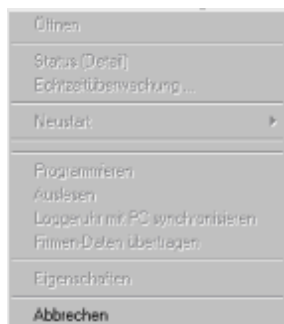 Öffnen
Status (Detail)
Echtzeitüberwachung ...
Neustart
Programmieren
Auslesen
Loggeruhr mit PC synchronisieren
Firmen-Daten übertragen
Eigenschaften
Abbrechen